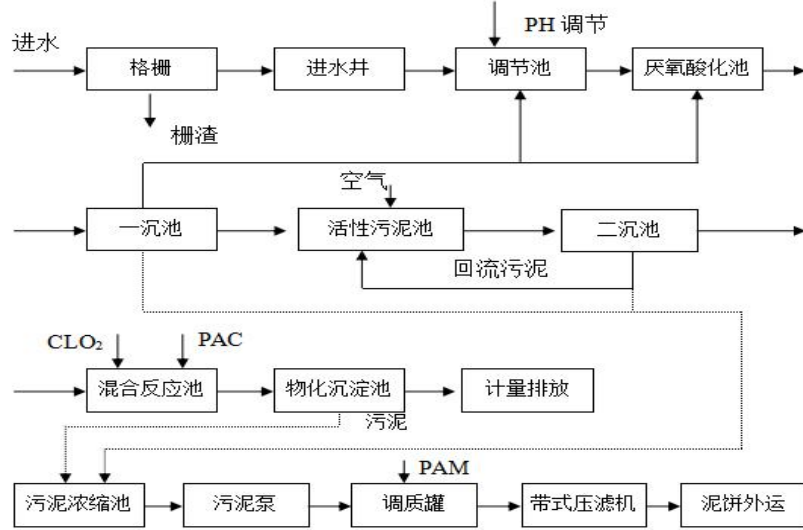 PH 调节
进水
格栅
进水井
调节池
厌氧酸化池
栅渣
空气
一沉池
活性污泥池
二沉池
回流污泥
CLO₂
PAC
混合反应池
物化沉淀池
计量排放
污泥
PAM
污泥浓缩池
污泥泵
调质罐
带式压滤机
泥饼外运